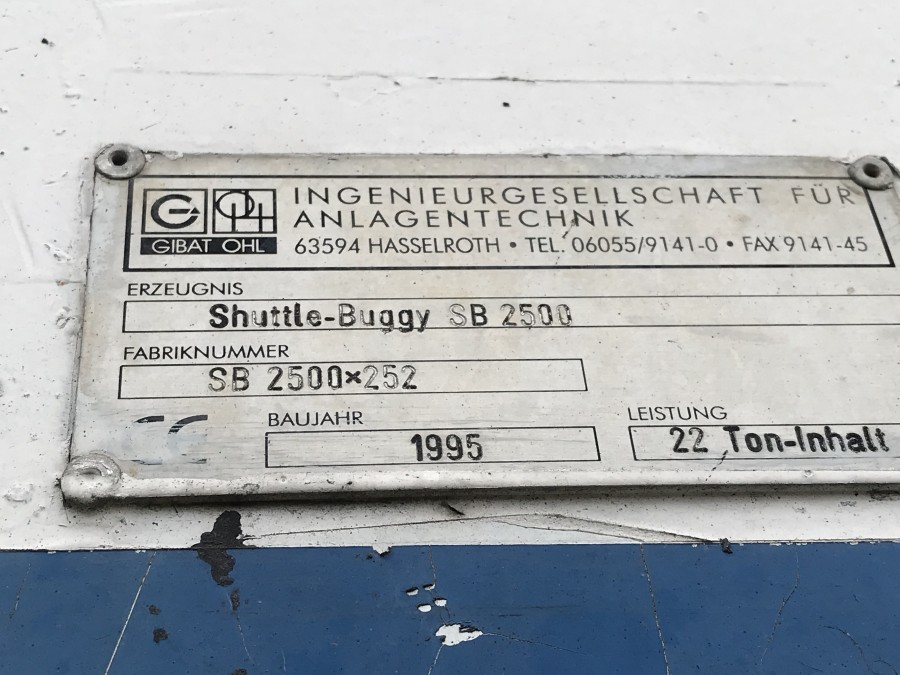 INGENIEURGESELLSCHAFT FÜR
ANLAGENTECHNIK
GIBAT OHL
63594 HASSELROTH • TEL. 06055/9141-0 • FAX 9141-45
ERZEUGNIS
Shuttle-Buggy SB 2500
FABRIKNUMMER
SB 2500×252
CE
BAUJAHR
1995
LEISTUNG
22 Ton-Inhalt